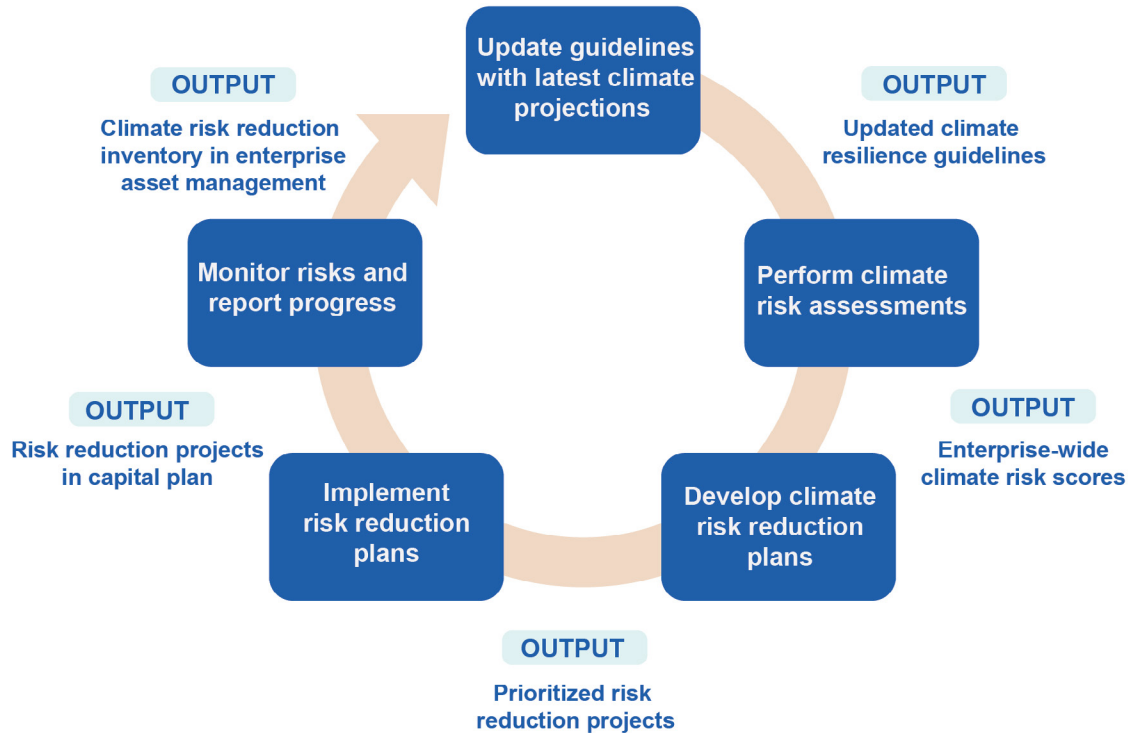 Update guidelines
with latest climate
projections
OUTPUT
Updated climate
resilience guidelines
Perform climate
risk assessments
OUTPUT
Enterprise-wide
climate risk scores
Develop climate
risk reduction
plans
OUTPUT
Prioritized risk
reduction projects
Implement
risk reduction
plans
OUTPUT
Risk reduction projects
in capital plan
Monitor risks and
report progress
OUTPUT
Climate risk reduction
inventory in enterprise
asset management